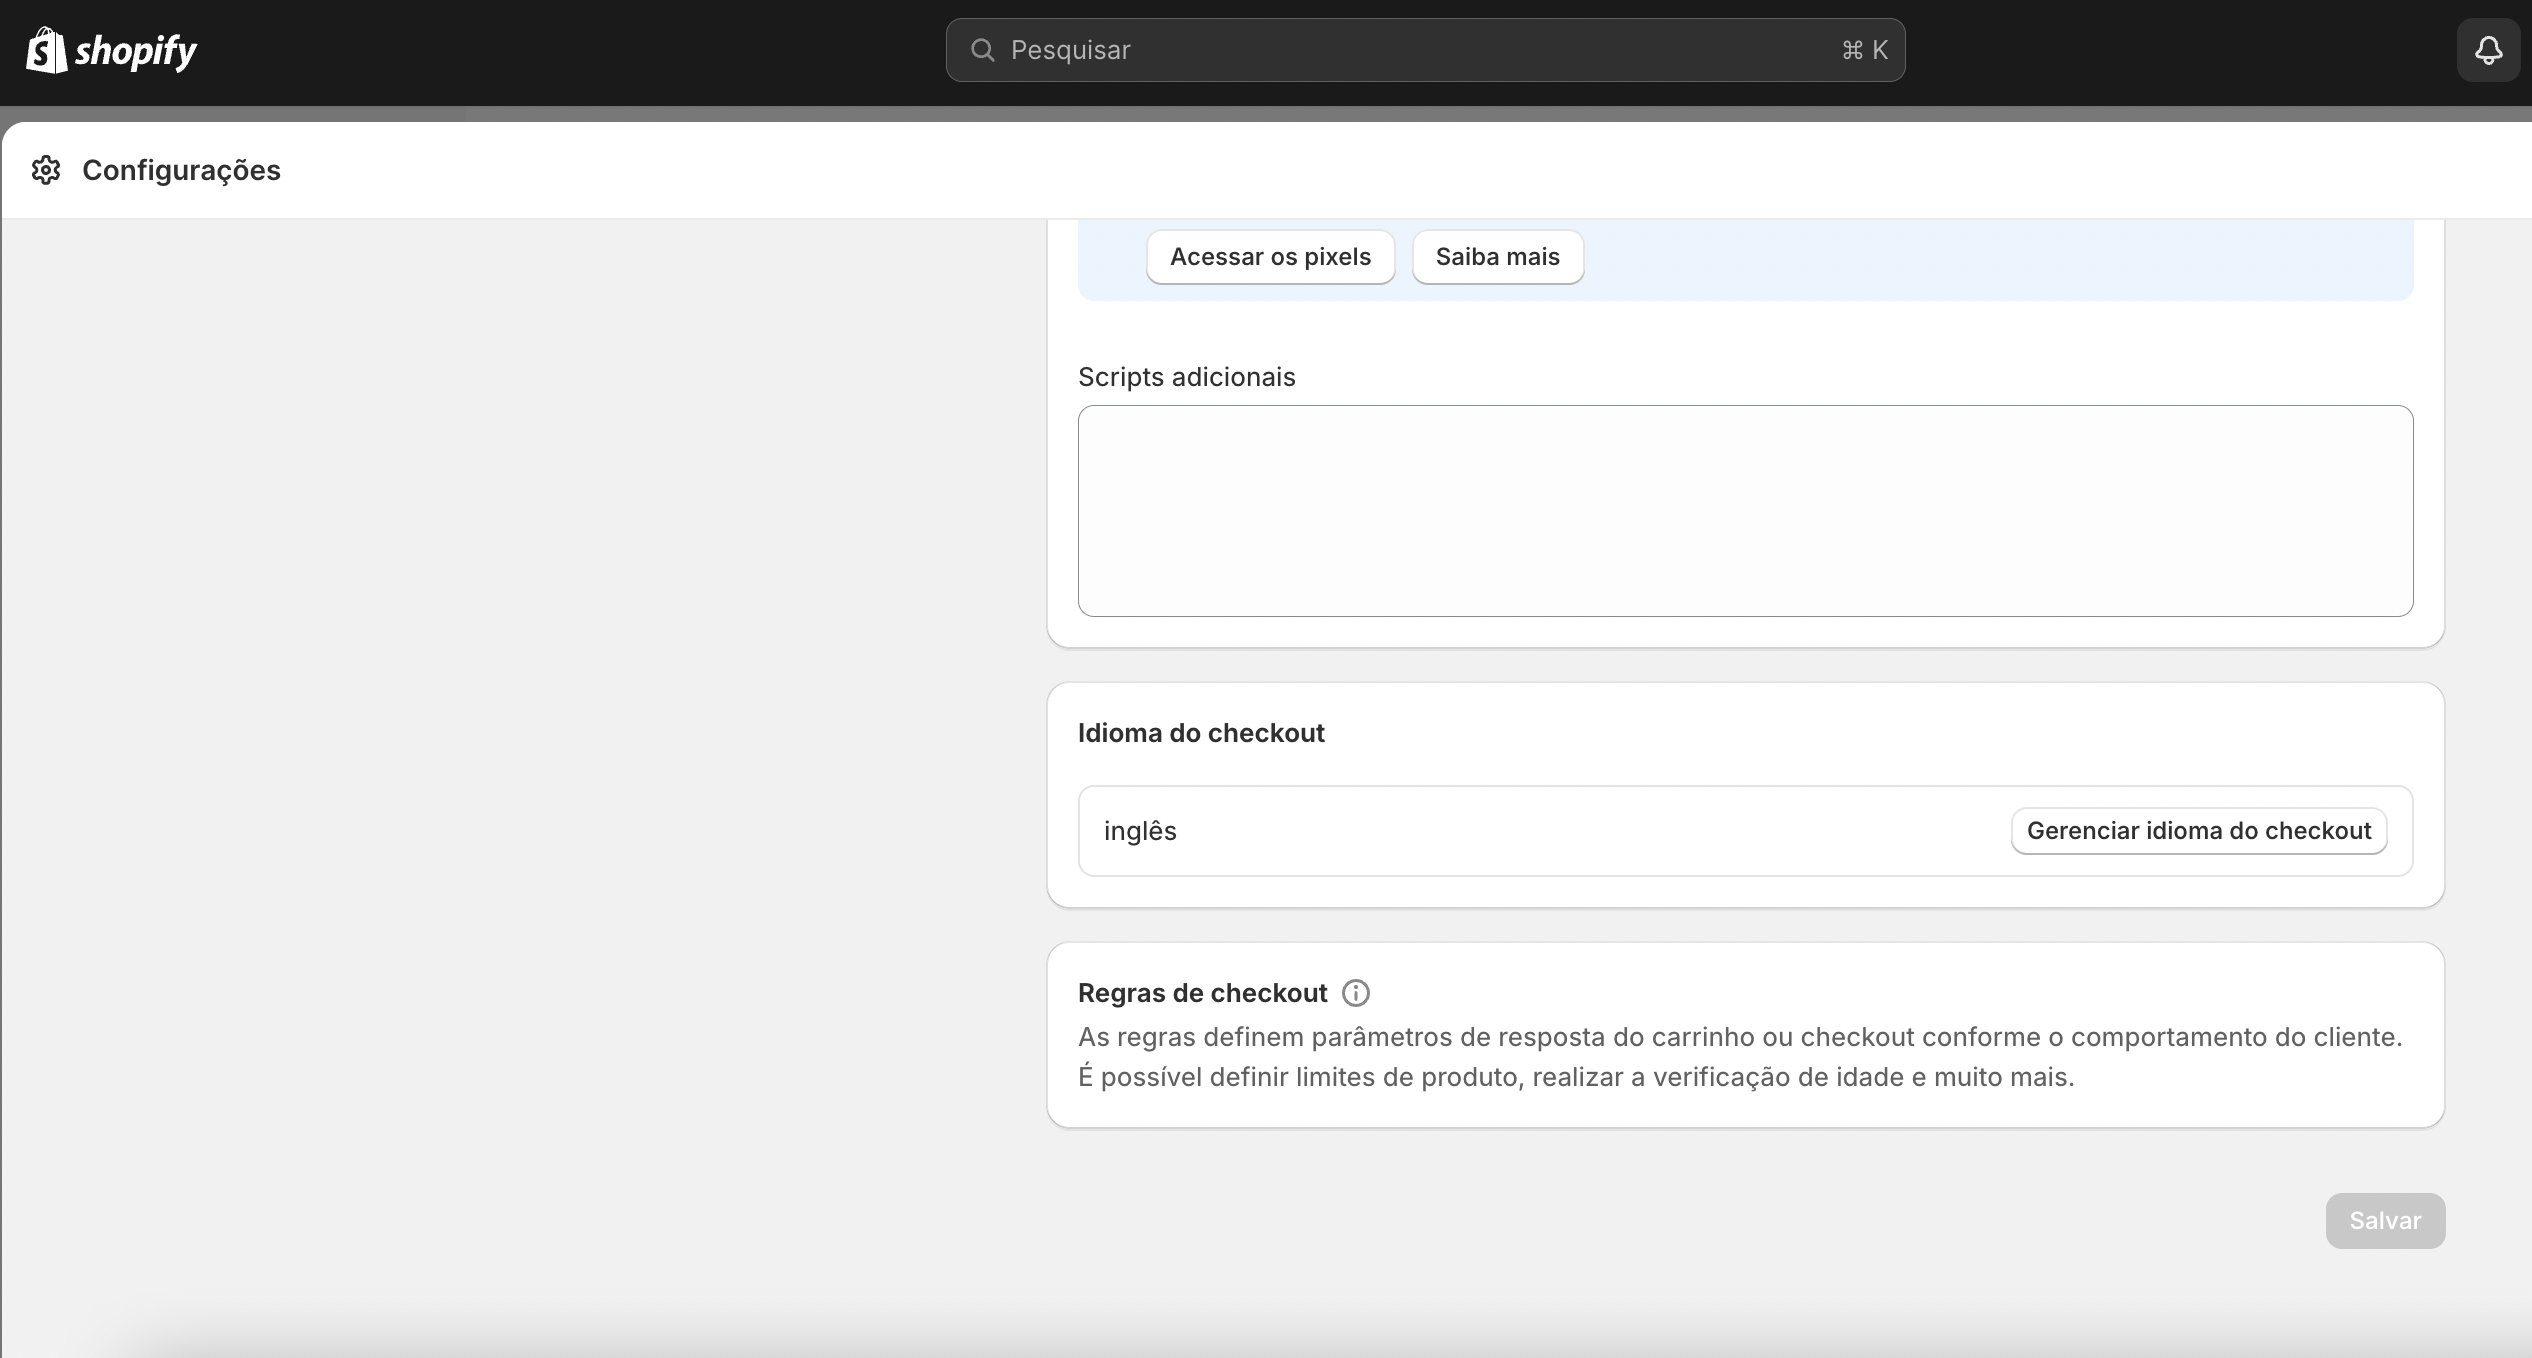 shopify
Pesquisar
⌘ K
Configurações
Acessar os pixels
Saiba mais
Scripts adicionais
Idioma do checkout
inglês
Gerenciar idioma do checkout
Regras de checkout
As regras definem parâmetros de resposta do carrinho ou checkout conforme o comportamento do cliente.
É possível definir limites de produto, realizar a verificação de idade e muito mais.
Salvar